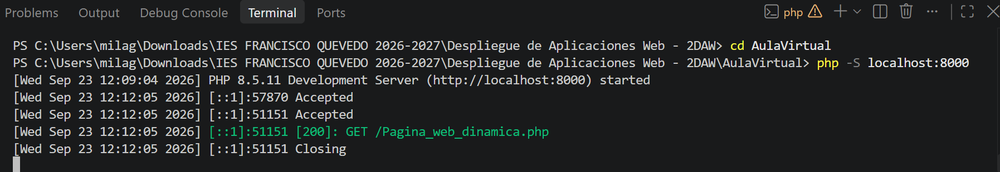 Problems Output Debug Console Terminal Ports php
PS C:\Users\milag\Downloads\IES FRANCISCO QUEVEDO 2026-2027\Despliegue de Aplicaciones Web - 2DAW> cd AulaVirtual
PS C:\Users\milag\Downloads\IES FRANCISCO QUEVEDO 2026-2027\Despliegue de Aplicaciones Web - 2DAW\AulaVirtual> php -S localhost:8000
[Wed Sep 23 12:09:04 2026] PHP 8.5.11 Development Server (http://localhost:8000) started
[Wed Sep 23 12:12:05 2026] [::1]:57870 Accepted
[Wed Sep 23 12:12:05 2026] [::1]:51151 Accepted
[Wed Sep 23 12:12:05 2026] [::1]:51151 [200]: GET /Pagina_web_dinamica.php
[Wed Sep 23 12:12:05 2026] [::1]:51151 Closing